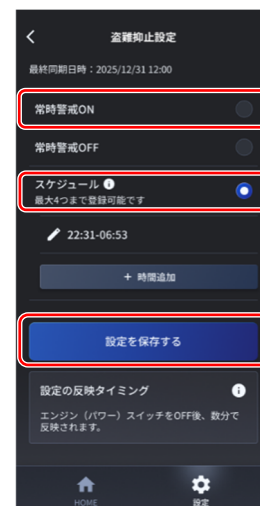 盗難抑止設定
最終同期日時：2025/12/31 12:00
常時警戒ON
常時警戒OFF
スケジュール
最大4つまで登録可能です
22:31-06:53
+ 時間追加
設定を保存する
設定の反映タイミング
エンジン（パワー）スイッチをOFF後、数分で
反映されます。
HOME
設定